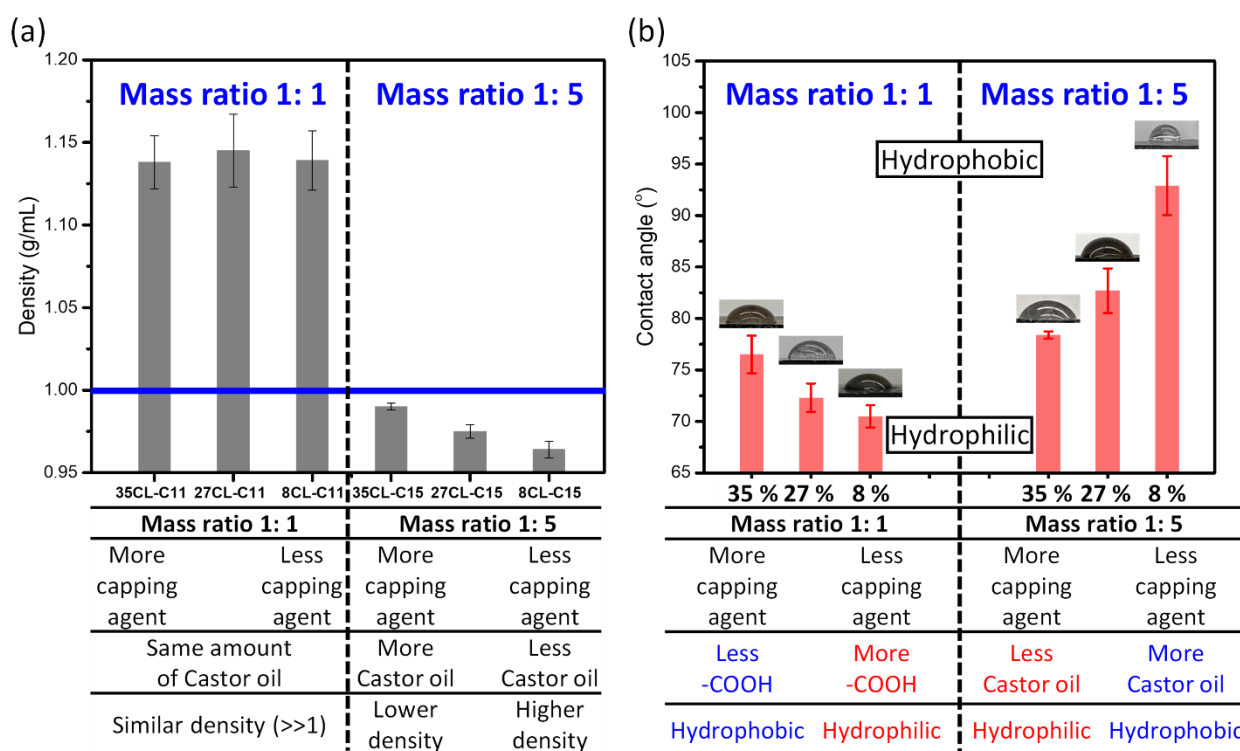 (a)
Mass ratio 1: 1
Mass ratio 1: 5
Density (g/mL)
1.20
1.15
1.10
1.05
1.00
0.95
35CL-C11
27CL-C11
8CL-C11
35CL-C15
27CL-C15
8CL-C15
Mass ratio 1: 1
Mass ratio 1: 5
More
capping
agent
Less
capping
agent
More
capping
agent
Less
capping
agent
Same amount
of Castor oil
More
Castor oil
Less
Castor oil
Similar density (>>1)
Lower
density
Higher
density
(b)
Mass ratio 1: 1
Mass ratio 1: 5
Contact angle (°)
105
100
95
90
85
80
75
70
65
Hydrophobic
Hydrophilic
35 %
27 %
8 %
35 %
27 %
8 %
Mass ratio 1: 1
Mass ratio 1: 5
More
capping
agent
Less
capping
agent
More
capping
agent
Less
capping
agent
Less
-COOH
More
-COOH
Less
Castor oil
More
Castor oil
Hydrophobic
Hydrophilic
Hydrophilic
Hydrophobic